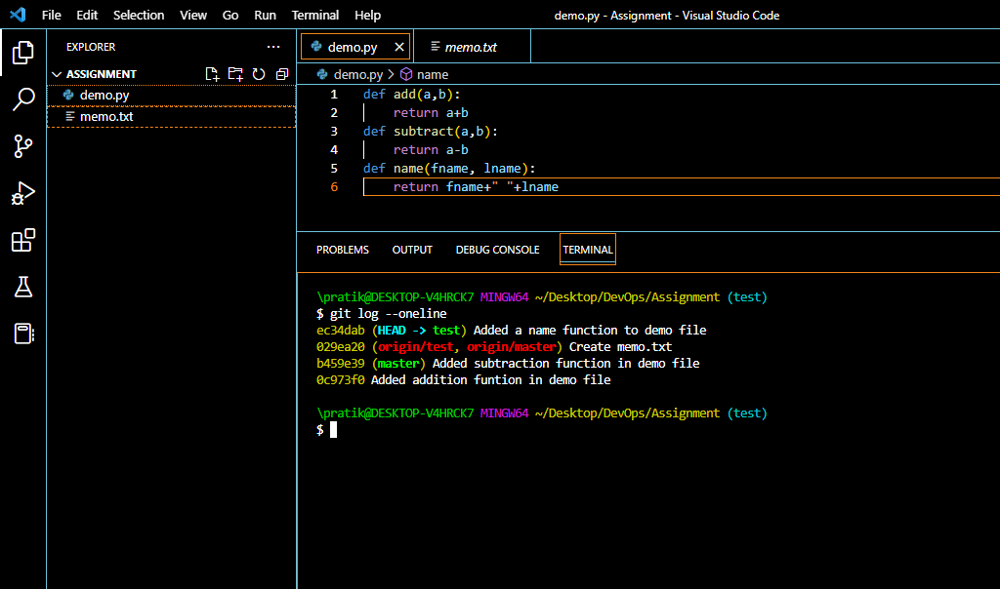 File Edit Selection View Go Run Terminal Help demo.py - Assignment - Visual Studio Code
EXPLORER ...
ASSIGNMENT
demo.py
memo.txt
demo.py × memo.txt
demo.py > name
1 def add(a,b):
2 return a+b
3 def subtract(a,b):
4 return a-b
5 def name(fname, lname):
6 return fname+" "+lname
PROBLEMS OUTPUT DEBUG CONSOLE TERMINAL
\pratik@DESKTOP-V4HRCK7 MINGW64 ~/Desktop/DevOps/Assignment (test)
$ git log --oneline
ec34dab (HEAD -> test) Added a name function to demo file
029ea20 (origin/test, origin/master) Create memo.txt
b459e39 (master) Added subtraction function in demo file
0c973f0 Added addition funtion in demo file
\pratik@DESKTOP-V4HRCK7 MINGW64 ~/Desktop/DevOps/Assignment (test)
$